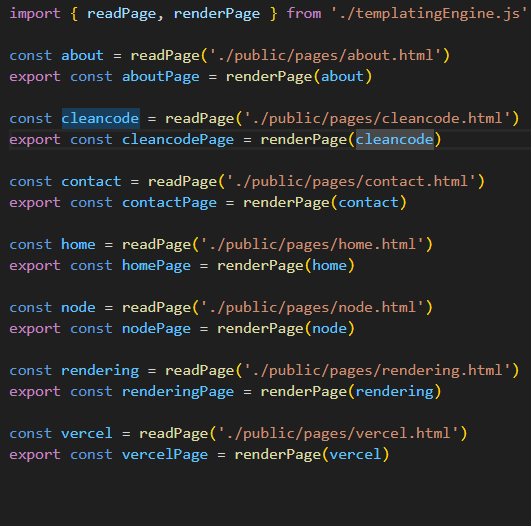 import { readPage, renderPage } from './templatingEngine.js'
const about = readPage('./public/pages/about.html')
export const aboutPage = renderPage(about)
const cleancode = readPage('./public/pages/cleancode.html')
export const cleancodePage = renderPage(cleancode)
const contact = readPage('./public/pages/contact.html')
export const contactPage = renderPage(contact)
const home = readPage('./public/pages/home.html')
export const homePage = renderPage(home)
const node = readPage('./public/pages/node.html')
export const nodePage = renderPage(node)
const rendering = readPage('./public/pages/rendering.html')
export const renderingPage = renderPage(rendering)
const vercel = readPage('./public/pages/vercel.html')
export const vercelPage = renderPage(vercel)